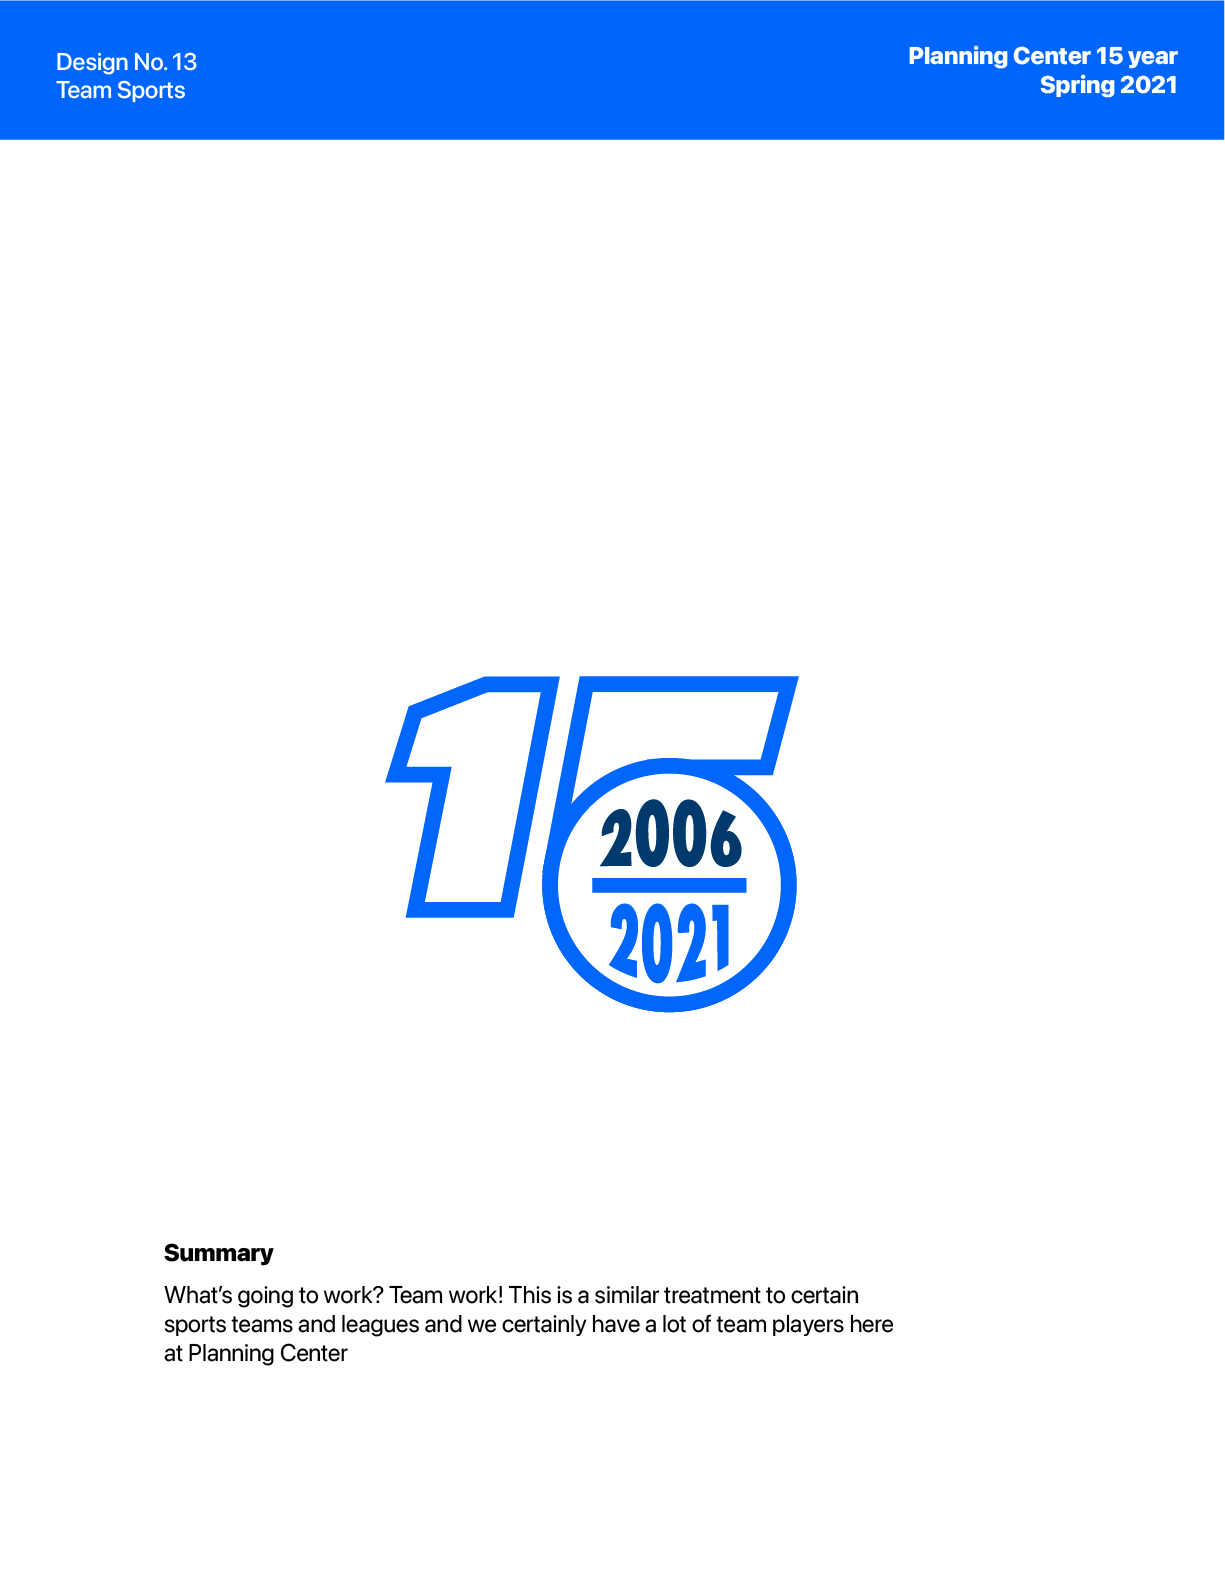 Design No. 13
Team Sports
Planning Center 15 year
Spring 2021
15
2006
2021
Summary
What’s going to work? Team work! This is a similar treatment to certain
sports teams and leagues and we certainly have a lot of team players here
at Planning Center